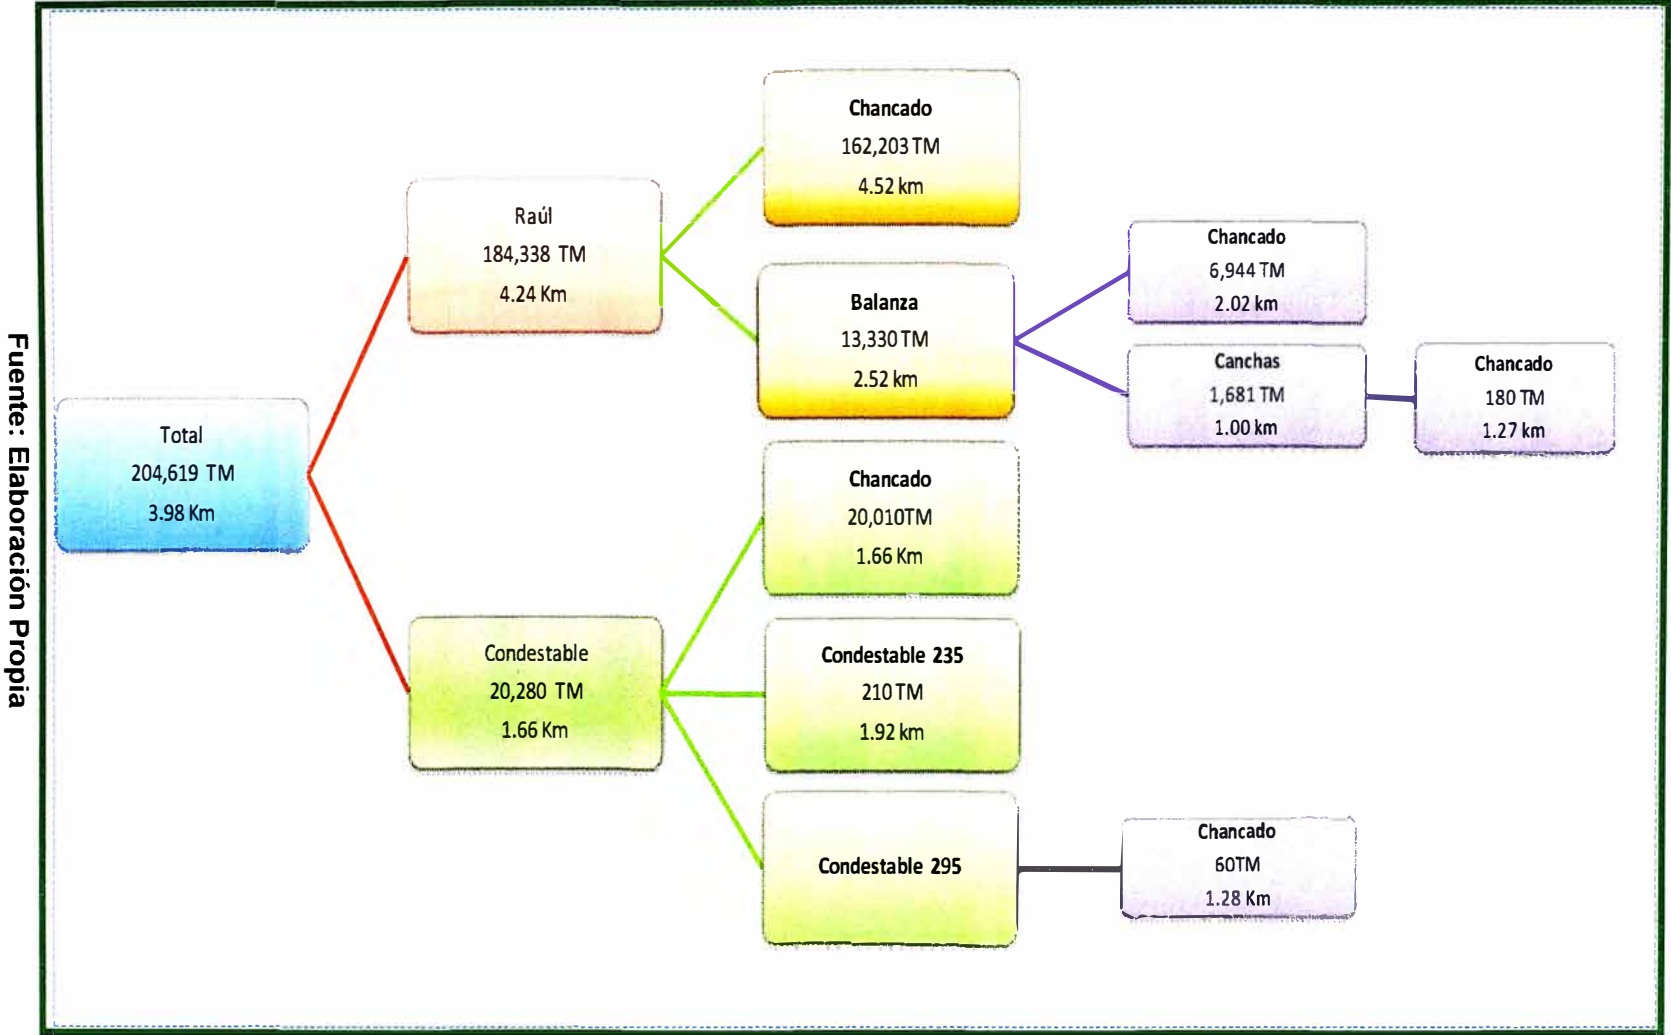 Fuente: Elaboración Propia
Total
204,619 TM
3.98 Km
Raúl
184,338 TM
4.24 Km
Condestable
20,280 TM
1.66 Km
Chancado
162,203 TM
4.52 km
Balanza
13,330 TM
2.52 km
Chancado
20,010TM
1.66 Km
Condestable 235
210 TM
1.92 km
Condestable 295
Chancado
6,944 TM
2.02 km
Canchas
1,681 TM
1.00 km
Chancado
180 TM
1.27 km
Chancado
60TM
1.28 Km